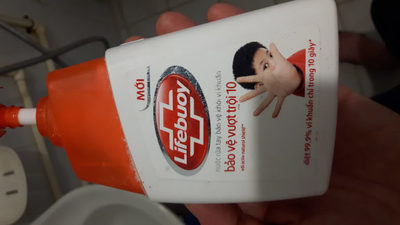 MỚI
Lifebuoy
nước rửa tay bảo vệ khỏi vi khuẩn
bảo vệ vượt trội 10
diệt 99.9% vi khuẩn chỉ trong 10 giây*